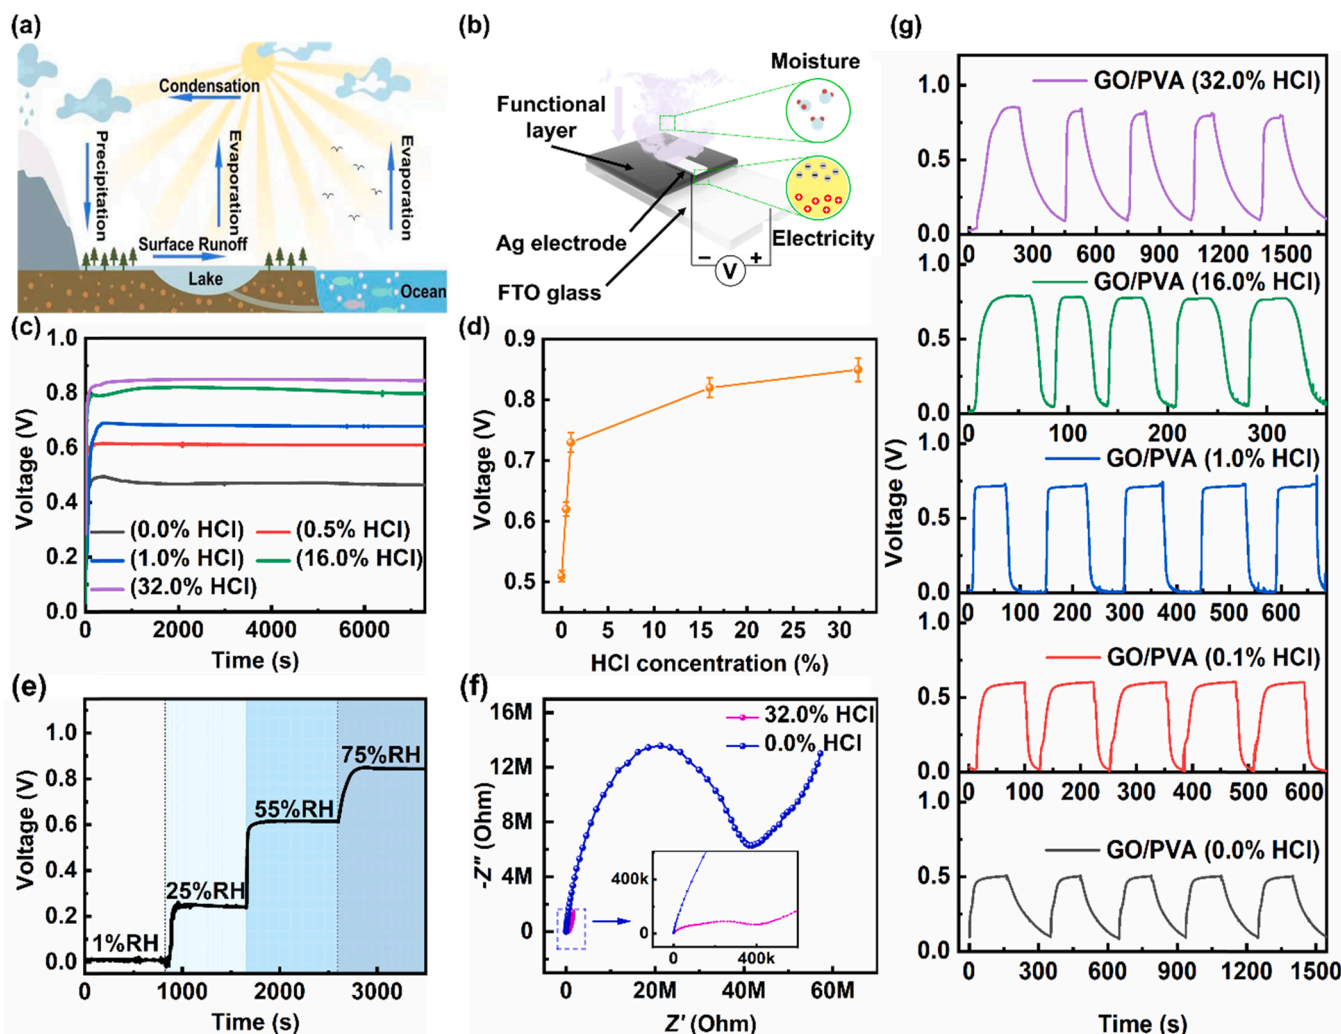 (a)
Condensation
Precipitation
Evaporation
Evaporation
Surface Runoff
Lake
Ocean
(b)
Moisture
Functional
layer
Ag electrode
Electricity
FTO glass
− V +
(c)
Voltage (V)
1.0
0.8
0.6
0.4
0.2
0.0
(0.0% HCl) (0.5% HCl)
(1.0% HCl) (16.0% HCl)
(32.0% HCl)
0 2000 4000 6000
Time (s)
(d)
Voltage (V)
0.9
0.8
0.7
0.6
0.5
0 5 10 15 20 25 30
HCl concentration (%)
(e)
Voltage (V)
1.0
0.8
0.6
0.4
0.2
0.0
1%RH
25%RH
55%RH
75%RH
0 1000 2000 3000
Time (s)
(f)
-Z″ (Ohm)
16M
12M
8M
4M
0
32.0% HCl
0.0% HCl
400k
0
0 400k
0 20M 40M 60M
Z′ (Ohm)
(g)
Voltage (V)
GO/PVA (32.0% HCl)
1.0
0.5
0.0
0 300 600 900 1200 1500
GO/PVA (16.0% HCl)
1.0
0.5
0.0
0 100 200 300
GO/PVA (1.0% HCl)
1.0
0.5
0.0
0 100 200 300 400 500 600
GO/PVA (0.1% HCl)
1.0
0.5
0.0
0 100 200 300 400 500 600
GO/PVA (0.0% HCl)
1.0
0.5
0.0
0 300 600 900 1200 1500
Time (s)